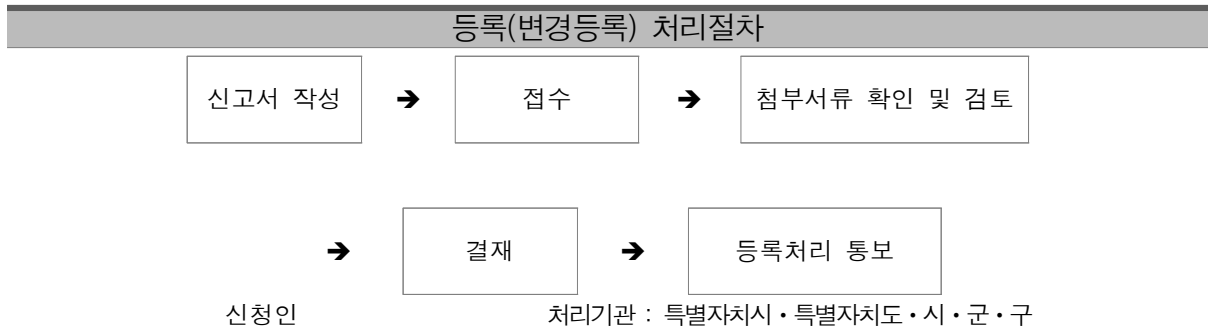 등록(변경등록) 처리절차
신고서 작성 ➔ 접수 ➔ 첨부서류 확인 및 검토
➔ 결재 ➔ 등록처리 통보
신청인 처리기관 : 특별자치시・특별자치도・시・군・구